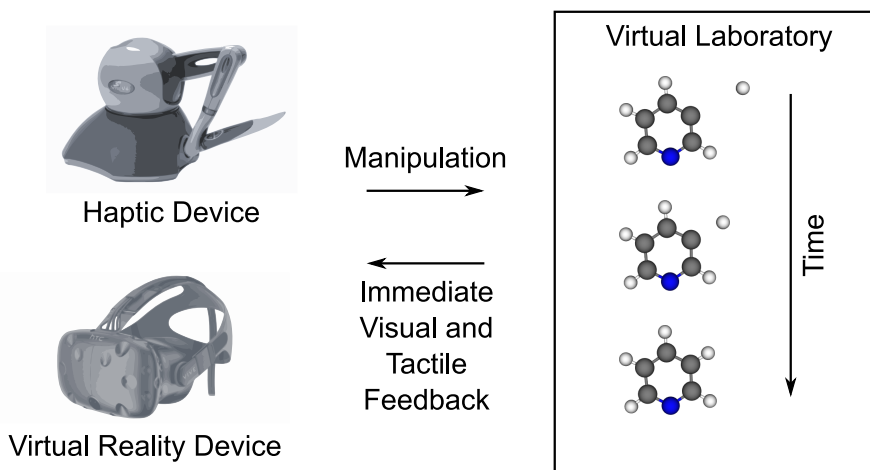 Virtual Laboratory
Manipulation
Haptic Device
Immediate
Visual and
Tactile
Feedback
Time
Virtual Reality Device